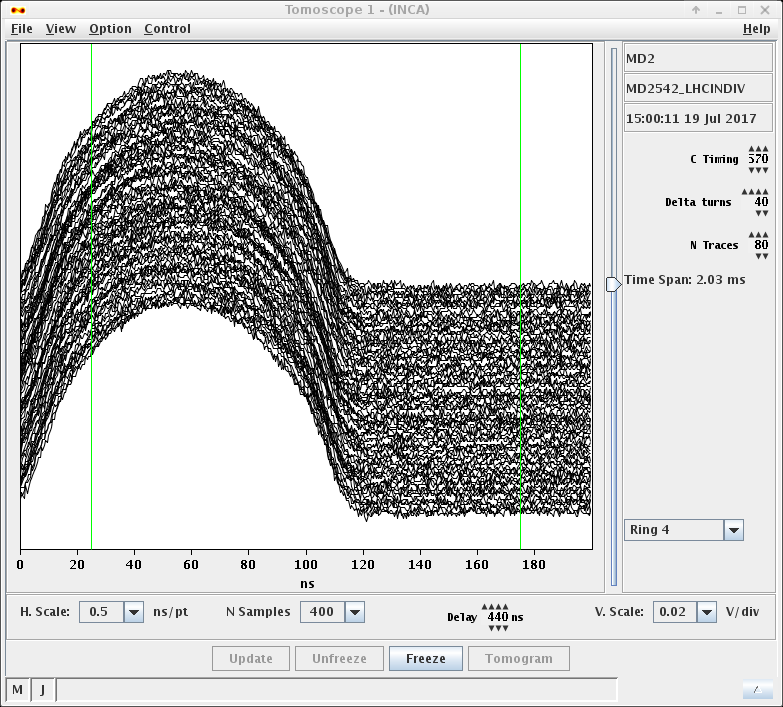 Tomoscope 1 - (INCA)
File View Option Control Help
MD2
MD2542_LHCINDIV
15:00:11 19 Jul 2017
C Timing 570
Delta turns 40
N Traces 80
Time Span: 2.03 ms
Ring 4
0 20 40 60 80 100 120 140 160 180
ns
H. Scale: 0.5 ns/pt N Samples 400 Delay 440 ns V. Scale: 0.02 V/div
Update Unfreeze Freeze Tomogram
M J